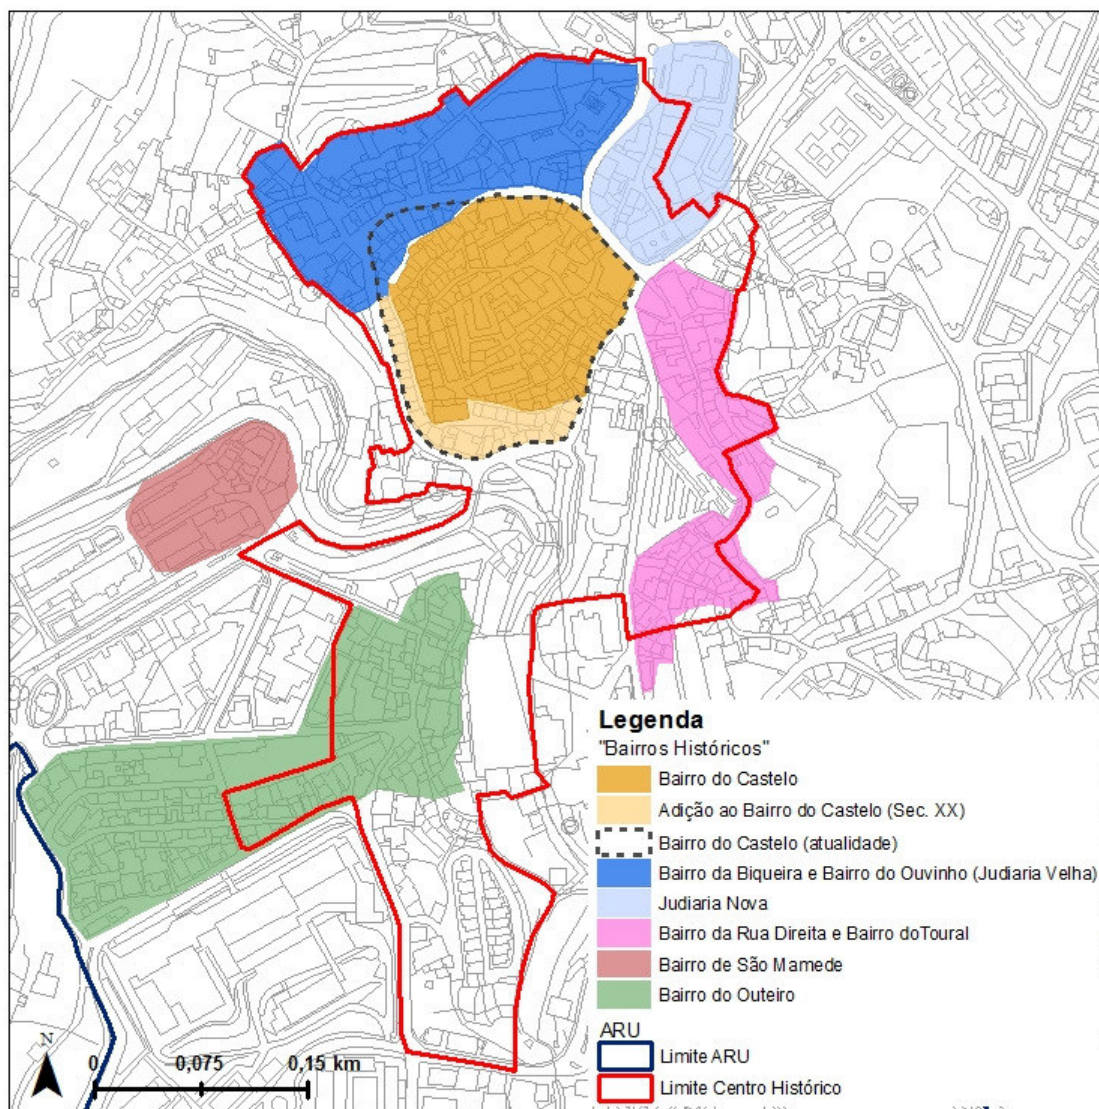 Legenda
"Bairros Históricos"
Bairro do Castelo
Adição ao Bairro do Castelo (Sec. XX)
Bairro do Castelo (atualidade)
Bairro da Biqueira e Bairro do Ouvinho (Judiaria Velha)
Judiaria Nova
Bairro da Rua Direita e Bairro doToural
Bairro de São Mamede
Bairro do Outeiro
ARU
Limite ARU
Limite Centro Histórico
N
0 0,075 0,15 km